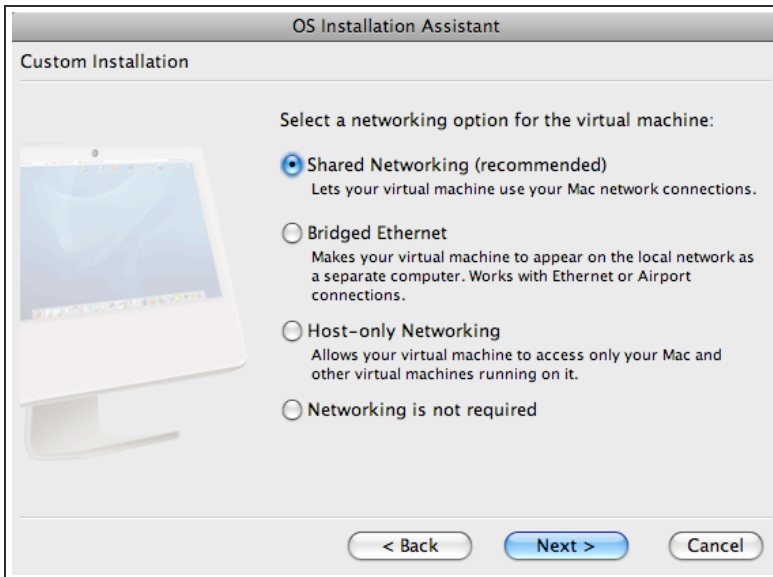 OS Installation Assistant
Custom Installation
Select a networking option for the virtual machine:
Shared Networking (recommended)
Lets your virtual machine use your Mac network connections.
Bridged Ethernet
Makes your virtual machine to appear on the local network as
a separate computer. Works with Ethernet or Airport
connections.
Host-only Networking
Allows your virtual machine to access only your Mac and
other virtual machines running on it.
Networking is not required
< Back
Next >
Cancel